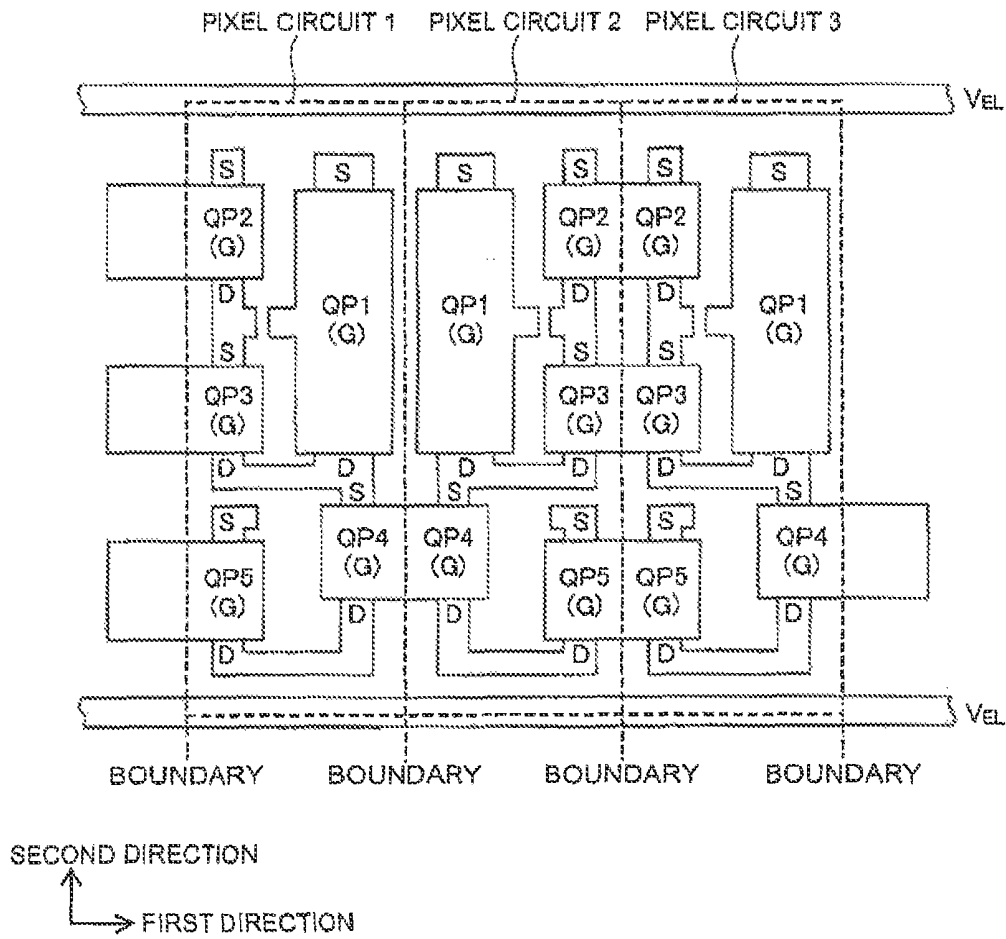 PIXEL CIRCUIT 1 PIXEL CIRCUIT 2 PIXEL CIRCUIT 3
VEL
S S S S S S
QP2 QP2 QP2
(G) (G) (G)
D D D
QP1 QP1 QP1
(G) (G) (G)
S S S
QP3 QP3 QP3
(G) (G) (G)
D D D D D D
S S S
S S S
QP4 QP4 QP4
(G) (G) (G)
QP5 QP5 QP5
(G) (G) (G)
D D D
D D D
VEL
BOUNDARY BOUNDARY BOUNDARY BOUNDARY
SECOND DIRECTION
FIRST DIRECTION